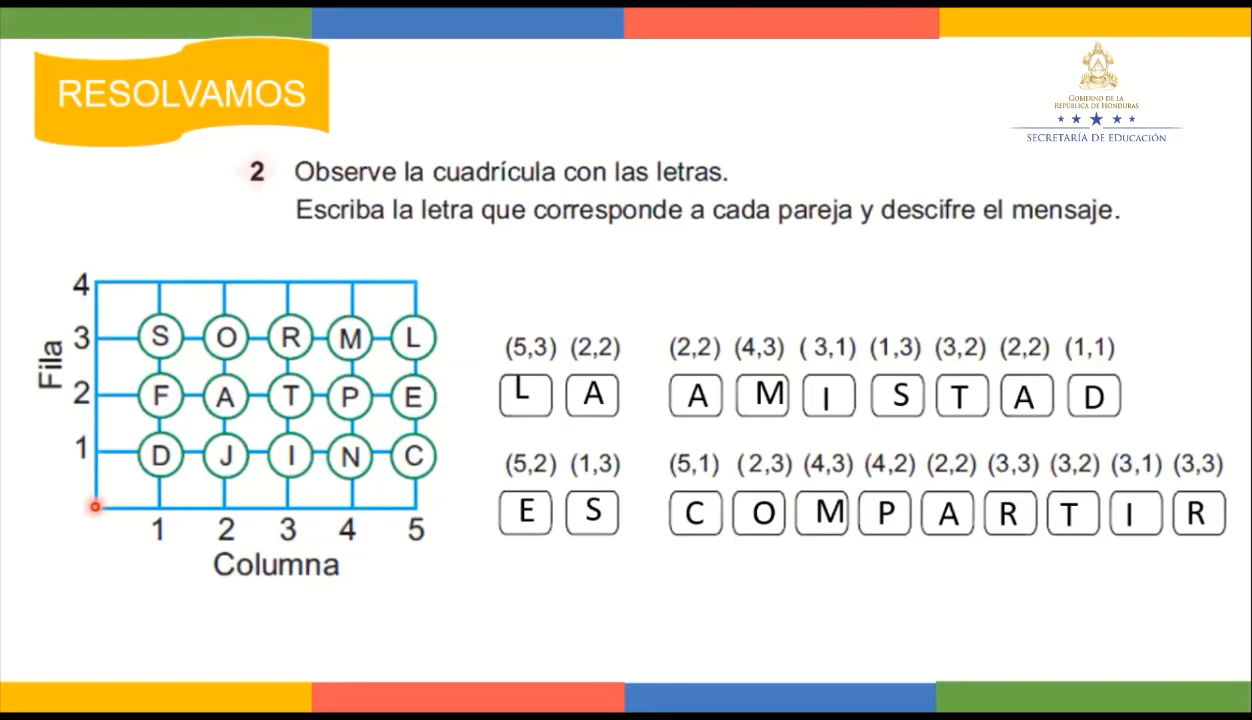 RESOLVAMOS
GOBIERNO DE LA
REPÚBLICA DE HONDURAS
SECRETARÍA DE EDUCACIÓN
2 Observe la cuadrícula con las letras.
Escriba la letra que corresponde a cada pareja y descifre el mensaje.
4
3 S O R M L
2 F A T P E
1 D J I N C
Fila
1 2 3 4 5
Columna
(5,3) (2,2) (2,2) (4,3) ( 3,1) (1,3) (3,2) (2,2) (1,1)
L A A M I S T A D
(5,2) (1,3) (5,1) ( 2,3) (4,3) (4,2) (2,2) (3,3) (3,2) (3,1) (3,3)
E S C O M P A R T I R